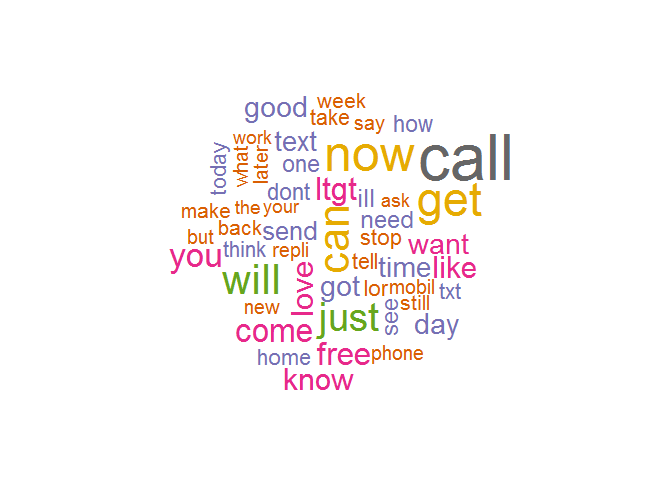 week
good
take
say
how
work
text
now
call
what
later
today
one
dont
ltgt
ill
ask
get
make
the
your
can
need
but
back
send
stop
want
you
think
repli
tell
time
like
will
love
got
lor
mobil
txt
new
just
see
still
day
come
home
free
phone
know